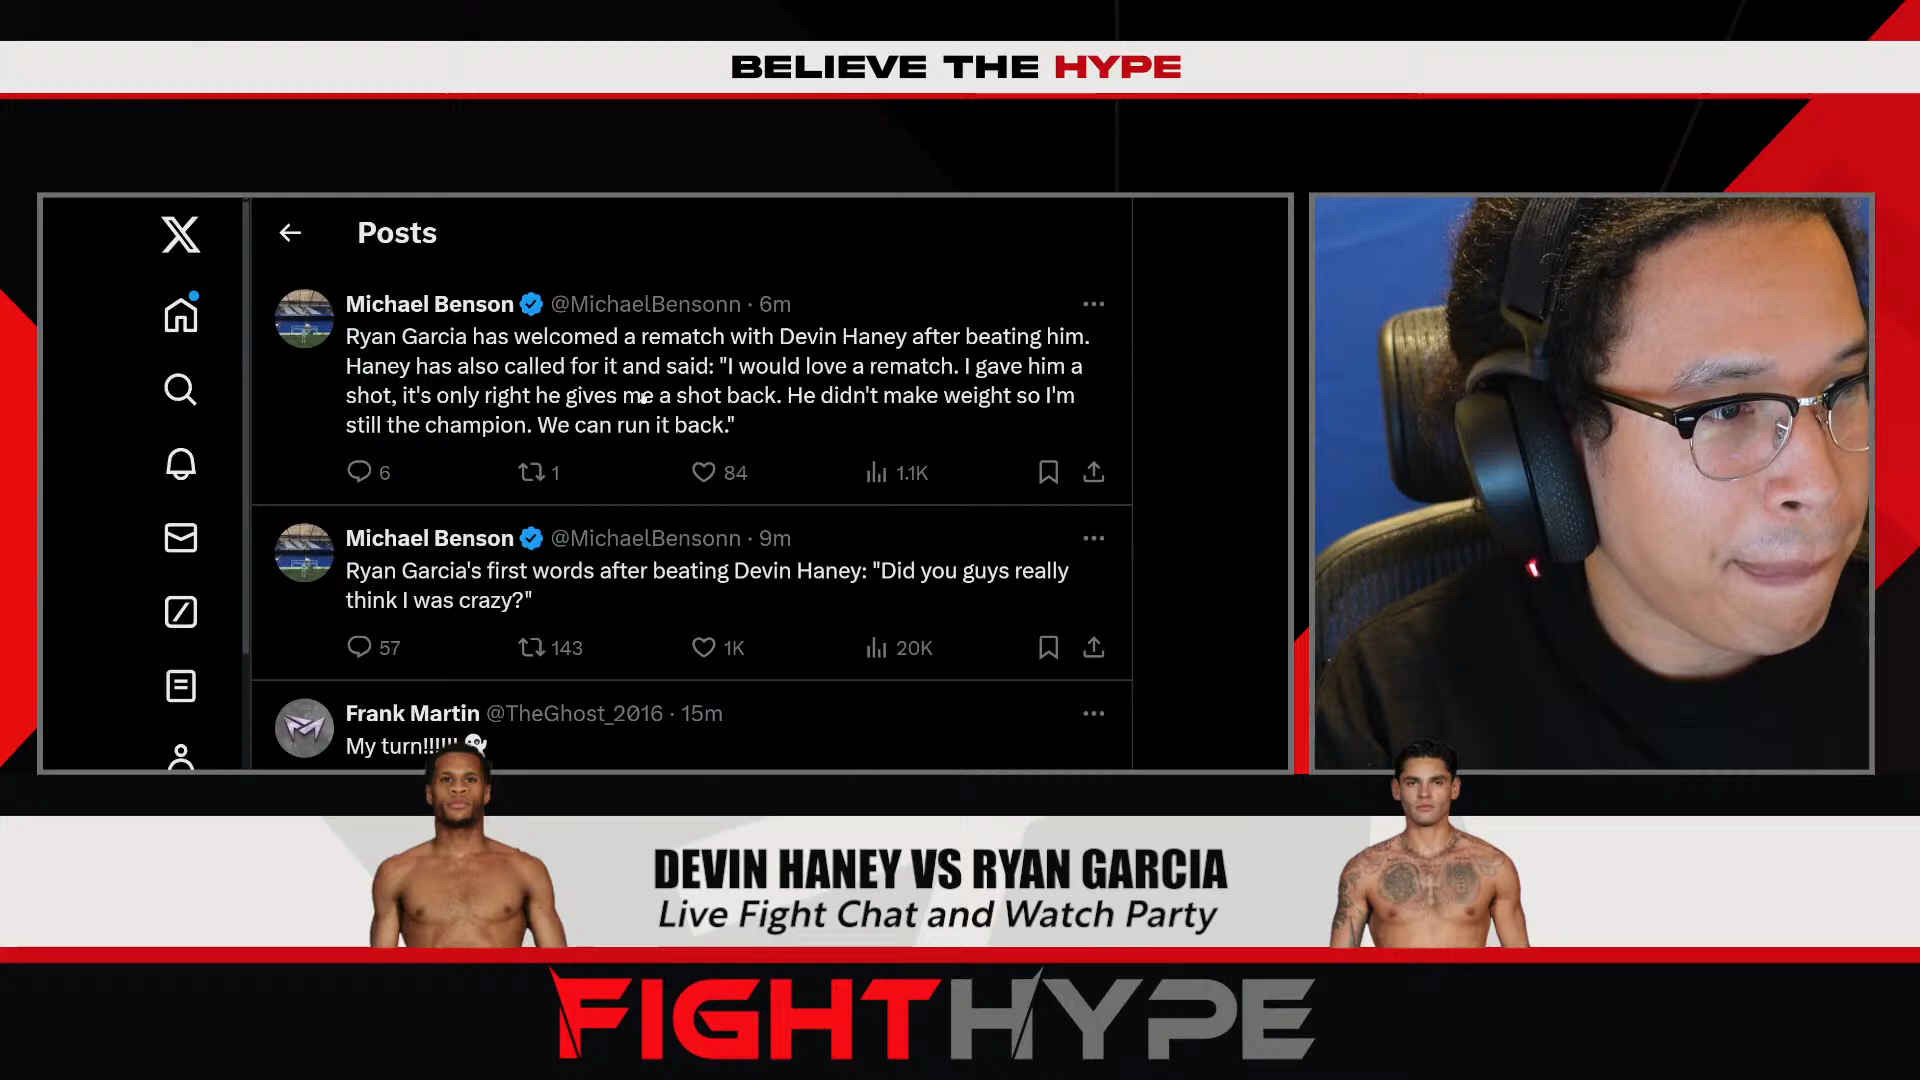 BELIEVE THE HYPE
Posts
Michael Benson @MichaelBensonn · 6m
Ryan Garcia has welcomed a rematch with Devin Haney after beating him.
Haney has also called for it and said: "I would love a rematch. I gave him a
shot, it's only right he gives me a shot back. He didn't make weight so I'm
still the champion. We can run it back."
6 1 84 1.1K
Michael Benson @MichaelBensonn · 9m
Ryan Garcia's first words after beating Devin Haney: "Did you guys really
think I was crazy?"
57 143 1K 20K
Frank Martin @TheGhost_2016 · 15m
My turn!!!!!!
DEVIN HANEY VS RYAN GARCIA
Live Fight Chat and Watch Party
FIGHTHYPE